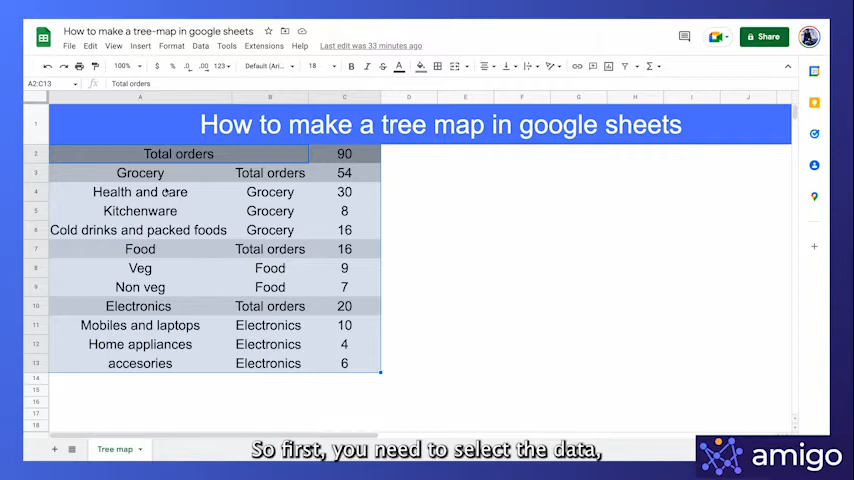 How to make a tree-map in google sheets
File Edit View Insert Format Data Tools Extensions Help Last edit was 33 minutes ago
Share
100% $ % .0 .00 123 Default (Ari... 18 B I S A
A2:C13 fx Total orders
A B C D E F G H I J
1 How to make a tree map in google sheets
2 Total orders 90
3 Grocery Total orders 54
4 Health and care Grocery 30
5 Kitchenware Grocery 8
6 Cold drinks and packed foods Grocery 16
7 Food Total orders 16
8 Veg Food 9
9 Non veg Food 7
10 Electronics Total orders 20
11 Mobiles and laptops Electronics 10
12 Home appliances Electronics 4
13 accesories Electronics 6
14
15
16
17
18
So first, you need to select the data,
Tree map
amigo